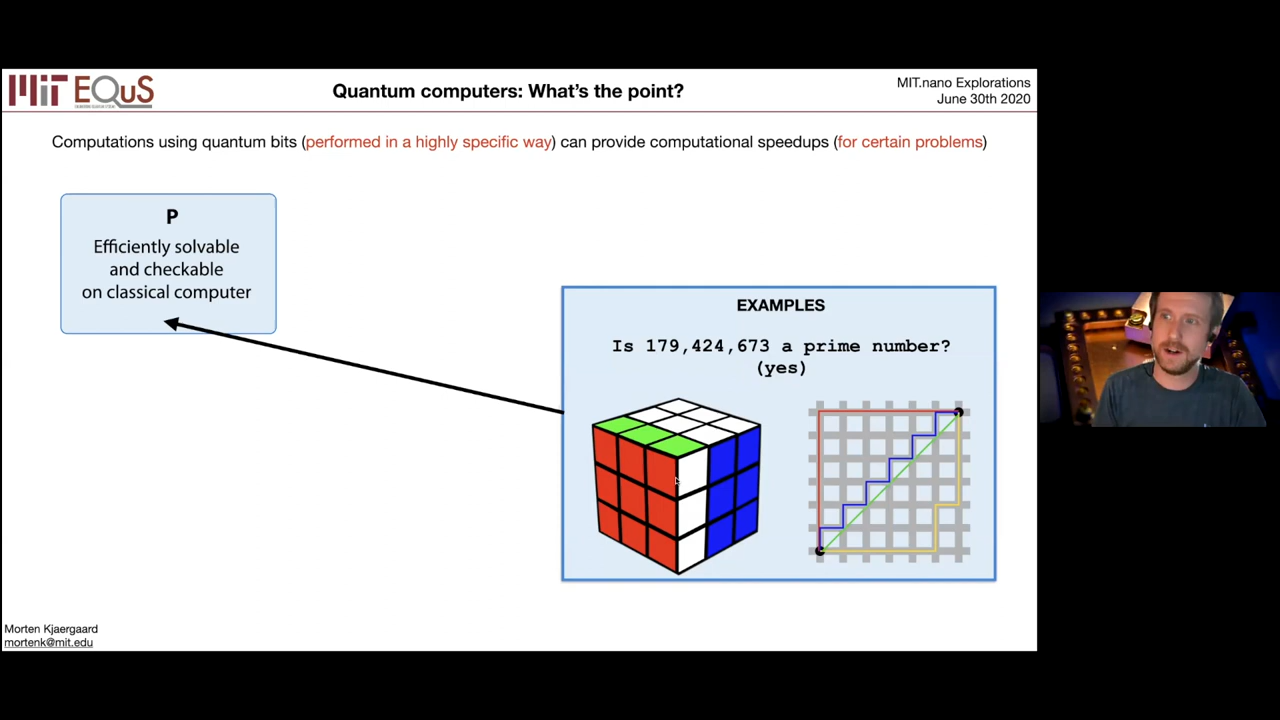 MIT EQuS
Quantum computers: What's the point?
MIT.nano Explorations
June 30th 2020
Computations using quantum bits (performed in a highly specific way) can provide computational speedups (for certain problems)
P
Efficiently solvable
and checkable
on classical computer
EXAMPLES
Is 179,424,673 a prime number?
(yes)
Morten Kjaergaard
mortenk@mit.edu